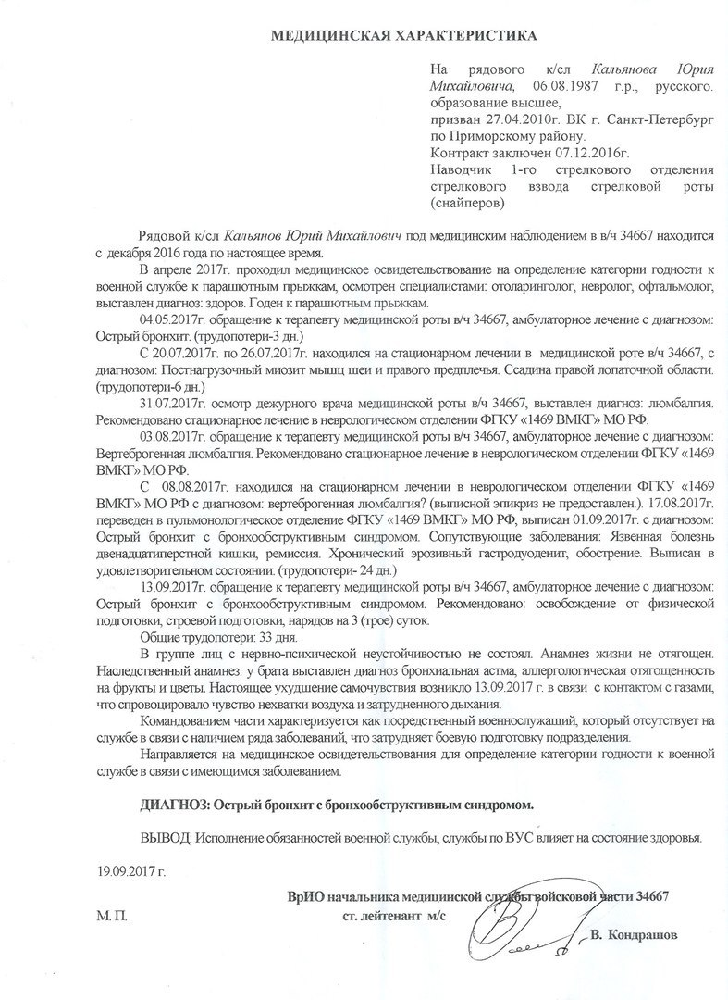 МЕДИЦИНСКАЯ ХАРАКТЕРИСТИКА
На рядового к/сл Кальянова Юрия
Михайловича, 06.08.1987 г.р., русского.
образование высшее,
призван 27.04.2010г. ВК г. Санкт-Петербург
по Приморскому району.
Контракт заключен 07.12.2016г.
Наводчик 1-го стрелкового отделения
стрелкового взвода стрелковой роты
(снайперов)
Рядовой к/сл Кальянов Юрий Михайлович под медицинским наблюдением в в/ч 34667 находится
с декабря 2016 года по настоящее время.
В апреле 2017г. проходил медицинское освидетельствование на определение категории годности к
военной службе к парашютным прыжкам, осмотрен специалистами: отоларинголог, невролог, офтальмолог,
выставлен диагноз: здоров. Годен к парашютным прыжкам.
04.05.2017г. обращение к терапевту медицинской роты в/ч 34667, амбулаторное лечение с диагнозом:
Острый бронхит. (трудопотери-3 дн.)
С 20.07.2017г. по 26.07.2017г. находился на стационарном лечении в медицинской роте в/ч 34667, с
диагнозом: Постнагрузочный миозит мышц шеи и правого предплечья. Ссадина правой лопаточной области.
(трудопотери-6 дн.)
31.07.2017г. осмотр дежурного врача медицинской роты в/ч 34667, выставлен диагноз: люмбалгия.
Рекомендовано стационарное лечение в неврологическом отделении ФГКУ «1469 ВМКГ» МО РФ.
03.08.2017г. обращение к терапевту медицинской роты в/ч 34667, амбулаторное лечение с диагнозом:
Вертеброгенная люмбалгия. Рекомендовано стационарное лечение в неврологическом отделении ФГКУ «1469
ВМКГ» МО РФ.
С 08.08.2017г. находился на стационарном лечении в неврологическом отделении ФГКУ «1469
ВМКГ» МО РФ с диагнозом: вертеброгенная люмбалгия? (выписной эпикриз не предоставлен.). 17.08.2017г.
переведен в пульмонологическое отделение ФГКУ «1469 ВМКГ» МО РФ, выписан 01.09.2017г. с диагнозом:
Острый бронхит с бронхообструктивным синдромом. Сопутствующие заболевания: Язвенная болезнь
двенадцатиперстной кишки, ремиссия. Хронический эрозивный гастродуоденит, обострение. Выписан в
удовлетворительном состоянии. (трудопотери- 24 дн.)
13.09.2017г. обращение к терапевту медицинской роты в/ч 34667, амбулаторное лечение с диагнозом:
Острый бронхит с бронхообструктивным синдромом. Рекомендовано: освобождение от физической
подготовки, строевой подготовки, нарядов на 3 (трое) суток.
Общие трудопотери: 33 дня.
В группе лиц с нервно-психической неустойчивостью не состоял. Анамнез жизни не отягощен.
Наследственный анамнез: у брата выставлен диагноз бронхиальная астма, аллергологическая отягощенность
на фрукты и цветы. Настоящее ухудшение самочувствия возникло 13.09.2017 г. в связи с контактом с газами,
что спровоцировало чувство нехватки воздуха и затрудненного дыхания.
Командованием части характеризуется как посредственный военнослужащий, который отсутствует на
службе в связи с наличием ряда заболеваний, что затрудняет боевую подготовку подразделения.
Направляется на медицинское освидетельствования для определение категории годности к военной
службе в связи с имеющимся заболеванием.
ДИАГНОЗ: Острый бронхит с бронхообструктивным синдромом.
ВЫВОД: Исполнение обязанностей военной службы, службы по ВУС влияет на состояние здоровья.
19.09.2017 г.
ВрИО начальника медицинской службы войсковой части 34667
М. П. ст. лейтенант м/с
В. Кондрашов